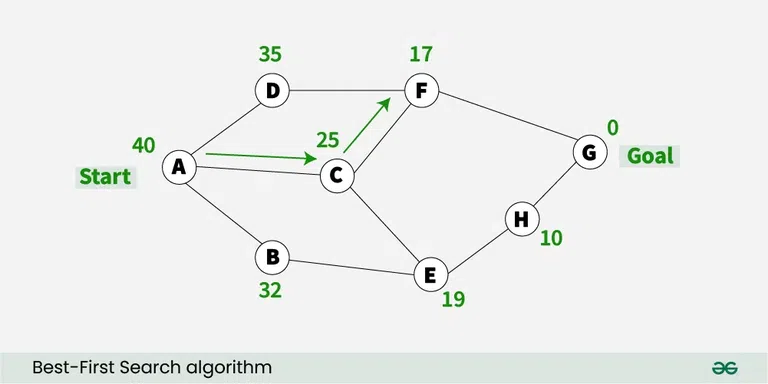 35
17
D
F
0
40
25
G
Goal
A
C
Start
H
10
B
E
32
19
Best-First Search algorithm